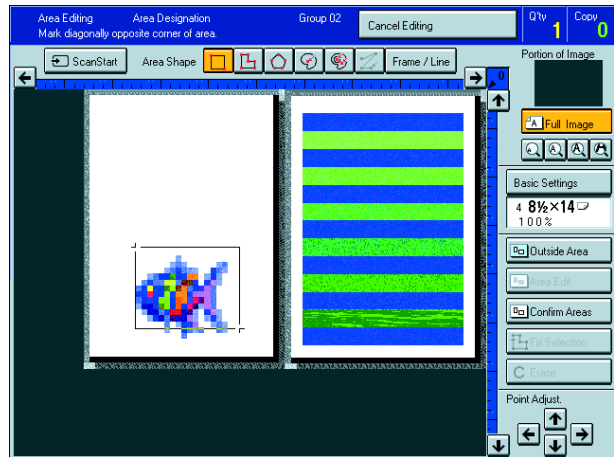 Area Editing Area Designation Group 02
Mark diagonally opposite corner of area.
Cancel Editing
Q'ty 1
Copy 0
ScanStart Area Shape Frame / Line
Portion of Image
0
A Full Image
A A A A
Basic Settings
4 8½×14
100%
Outside Area
Area Edit
Confirm Areas
Fix Selection
C Erase
Point Adjust.